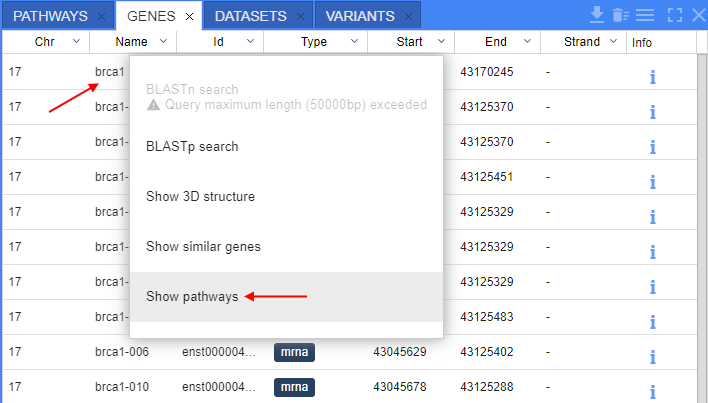 PATHWAYS GENES DATASETS VARIANTS
Chr Name Id Type Start End Strand Info
17 brca1 43170245 -
BLASTn search
Query maximum length (50000bp) exceeded
17 brca1- 43125370 -
17 brca1- 43125370 -
BLASTp search
17 brca1- 43125451 -
Show 3D structure
17 brca1- 43125329 -
17 brca1- 43125329 -
Show similar genes
17 brca1- 43125329 -
Show pathways
17 brca1- 43125483 -
17 brca1-006 enst000004... mrna 43045629 43125402 -
17 brca1-010 enst000004... mrna 43045678 43125288 -